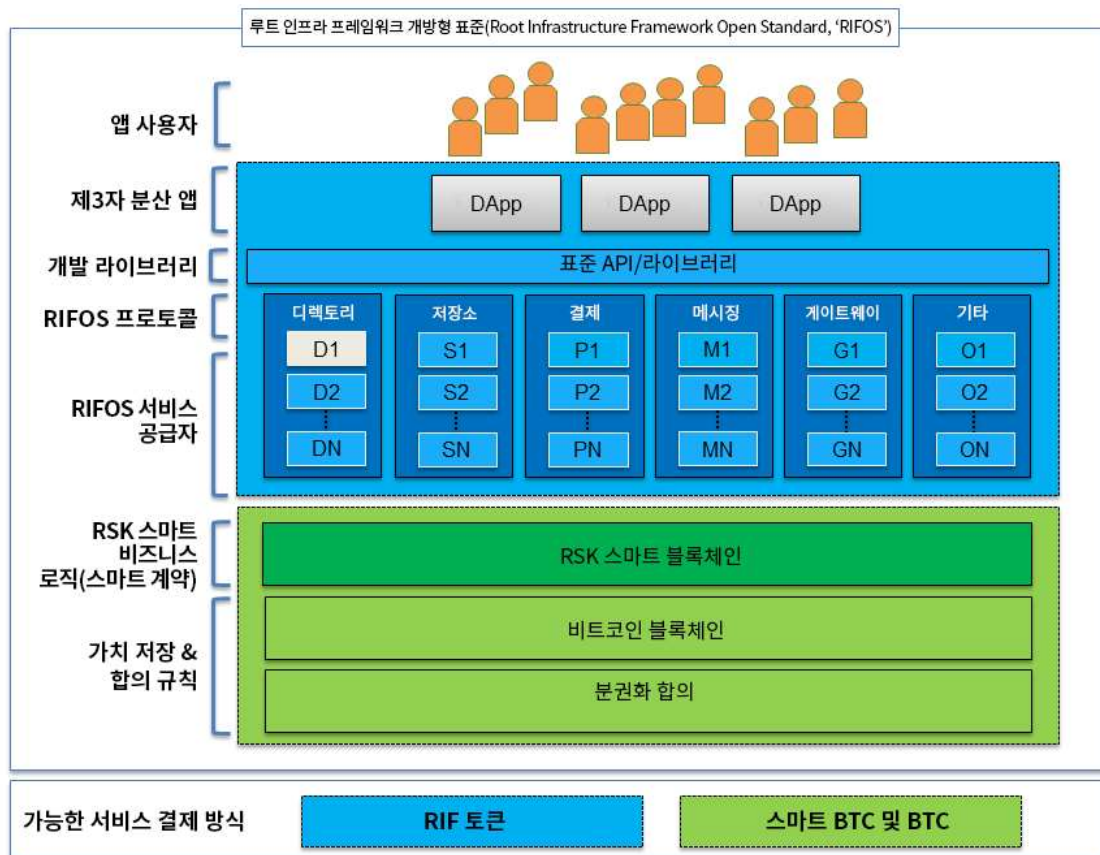 루트 인프라 프레임워크 개방형 표준(Root Infrastructure Framework Open Standard, ‘RIFOS’)
앱 사용자
제3자 분산 앱
DApp DApp DApp
개발 라이브러리
표준 API/라이브러리
RIFOS 프로토콜
디렉토리 저장소 결제 메시징 게이트웨이 기타
D1 S1 P1 M1 G1 O1
RIFOS 서비스
공급자
D2 S2 P2 M2 G2 O2
DN SN PN MN GN ON
RSK 스마트
비즈니스
로직(스마트 계약)
RSK 스마트 블록체인
가치 저장 &
합의 규칙
비트코인 블록체인
분권화 합의
가능한 서비스 결제 방식
RIF 토큰
스마트 BTC 및 BTC